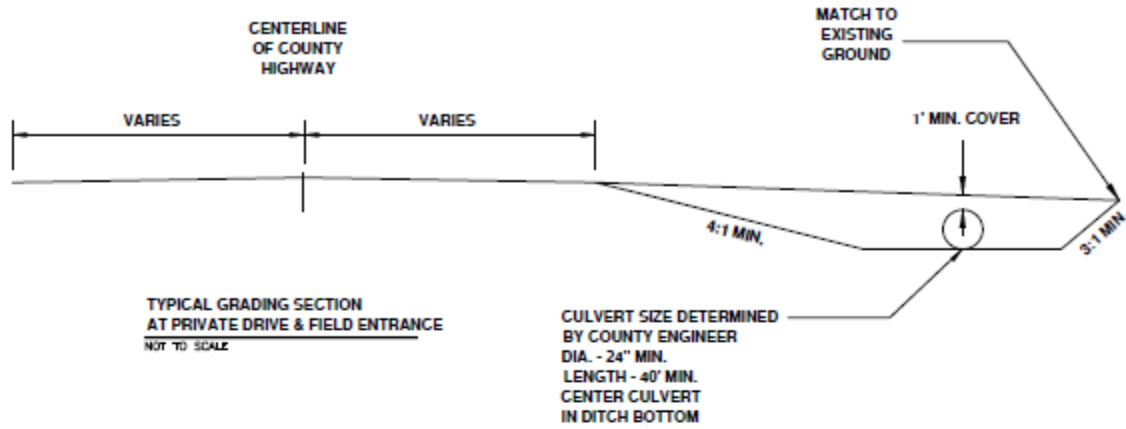 CENTERLINE
OF COUNTY
HIGHWAY
MATCH TO
EXISTING
GROUND
VARIES
VARIES
1' MIN. COVER
4:1 MIN.
3:1 MIN
TYPICAL GRADING SECTION
AT PRIVATE DRIVE & FIELD ENTRANCE
NOT TO SCALE
CULVERT SIZE DETERMINED
BY COUNTY ENGINEER
DIA. - 24" MIN.
LENGTH - 40' MIN.
CENTER CULVERT
IN DITCH BOTTOM